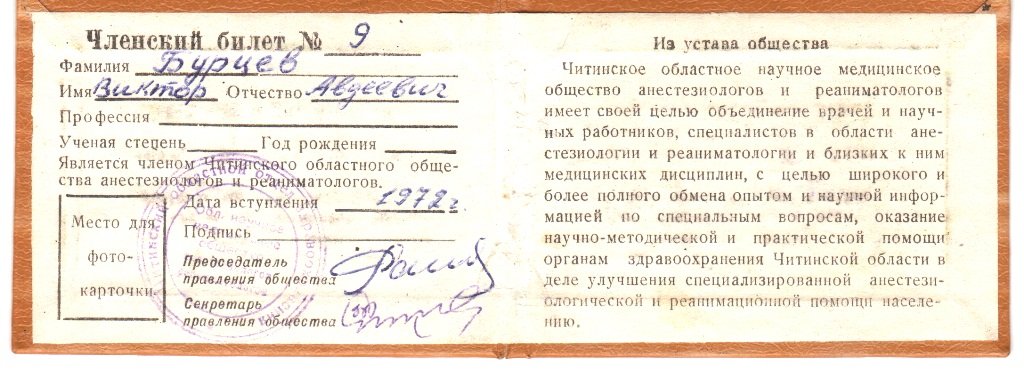 Членский билет № 9
Фамилия Бурцев
Имя Виктор Отчество Авдеевич
Профессия
Ученая степень Год рождения
Является членом Читинского областного обще-
ства анестезиологов и реаниматологов.
Дата вступления 1972 г.
Подпись
Место для
фото-
карточки
Председатель
правления общества
Секретарь
правления общества
Из устава общества
Читинское областное научное медицинское
общество анестезиологов и реаниматологов
имеет своей целью объединение врачей и науч-
ных работников, специалистов в области ане-
стезиологии и реаниматологии и близких к ним
медицинских дисциплин, с целью широкого и
более полного обмена опытом и научной инфор-
мацией по специальным вопросам, оказание
научно-методической и практической помощи
органам здравоохранения Читинской области в
деле улучшения специализированной анестези-
ологической и реанимационной помощи населе-
нию.